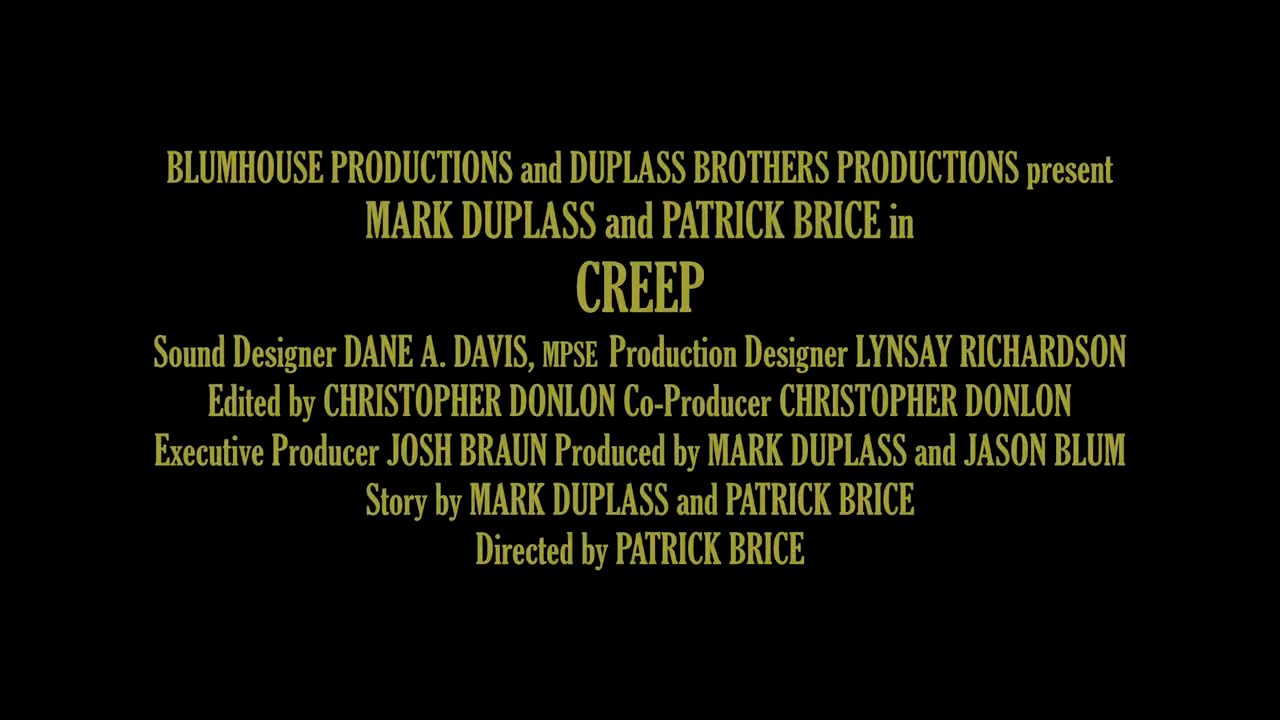 BLUMHOUSE PRODUCTIONS and DUPLASS BROTHERS PRODUCTIONS present
MARK DUPLASS and PATRICK BRICE in
CREEP
Sound Designer DANE A. DAVIS, MPSE Production Designer LYNSAY RICHARDSON
Edited by CHRISTOPHER DONLON Co-Producer CHRISTOPHER DONLON
Executive Producer JOSH BRAUN Produced by MARK DUPLASS and JASON BLUM
Story by MARK DUPLASS and PATRICK BRICE
Directed by PATRICK BRICE